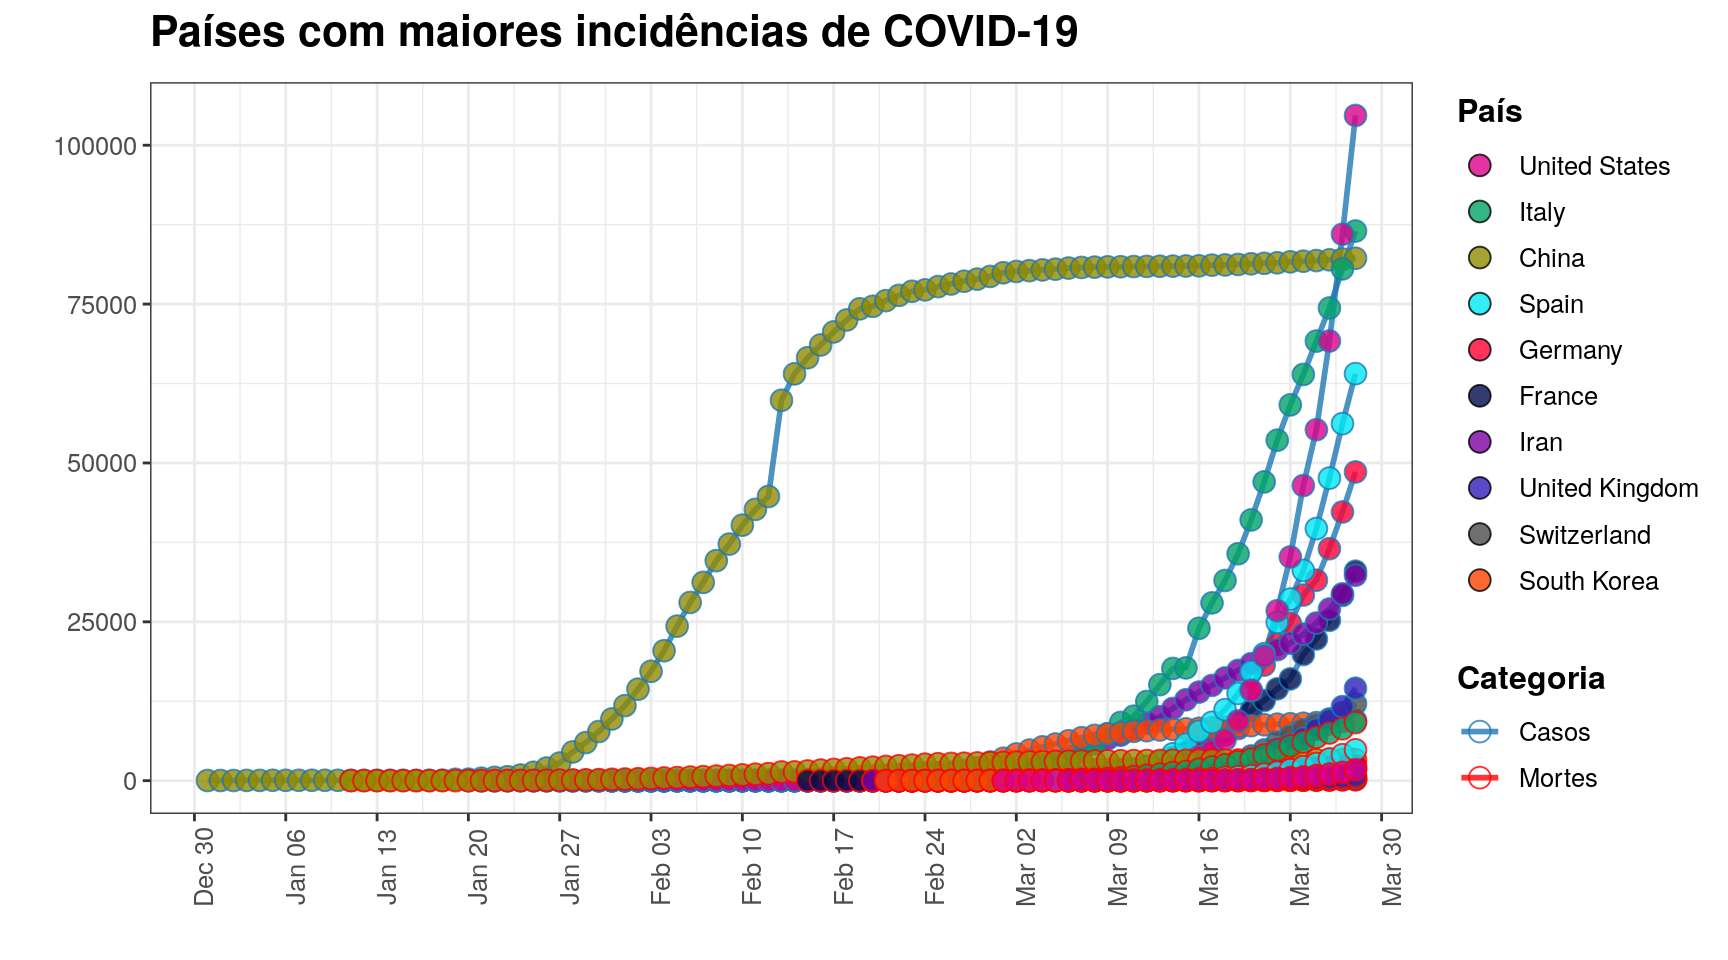 Países com maiores incidências de COVID-19
100000
75000
50000
25000
0
Dec 30
Jan 06
Jan 13
Jan 20
Jan 27
Feb 03
Feb 10
Feb 17
Feb 24
Mar 02
Mar 09
Mar 16
Mar 23
Mar 30
País
United States
Italy
China
Spain
Germany
France
Iran
United Kingdom
Switzerland
South Korea
Categoria
Casos
Mortes